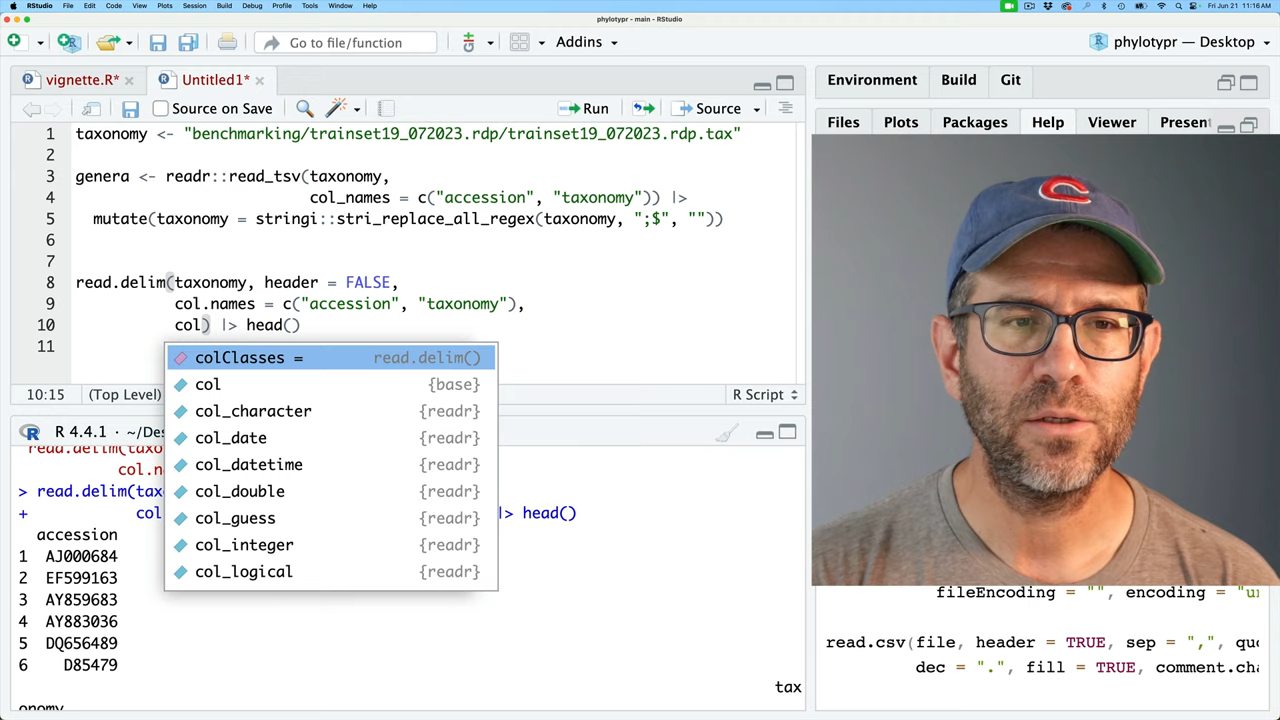 RStudio File Edit Code View Plots Session Build Debug Profile Tools Window Help Fri Jun 21 11:16 AM
phylotypr - main - RStudio
Go to file/function Addins phylotypr — Desktop
vignette.R* Untitled1*
Source on Save Run Source
1 taxonomy <- "benchmarking/trainset19_072023.rdp/trainset19_072023.rdp.tax"
2
3 genera <- readr::read_tsv(taxonomy,
4 col_names = c("accession", "taxonomy")) |>
5 mutate(taxonomy = stringi::stri_replace_all_regex(taxonomy, ";$", ""))
6
7
8 read.delim(taxonomy, header = FALSE,
9 col.names = c("accession", "taxonomy"),
10 col) |> head()
11
colClasses = read.delim()
col {base}
col_character {readr}
col_date {readr}
col_datetime {readr}
col_double {readr}
col_guess {readr}
col_integer {readr}
col_logical {readr}
10:15 (Top Level) R Script
R 4.4.1 · ~/De
read.delim(taxo
col.n
> read.delim(tax
+ col |> head()
accession
1 AJ000684
2 EF599163
3 AY859683
4 AY883036
5 DQ656489
6 D85479
tax
onomy
Environment Build Git
Files Plots Packages Help Viewer Present
fileEncoding = "", encoding = "u
read.csv(file, header = TRUE, sep = ",", quo
dec = ".", fill = TRUE, comment.cha